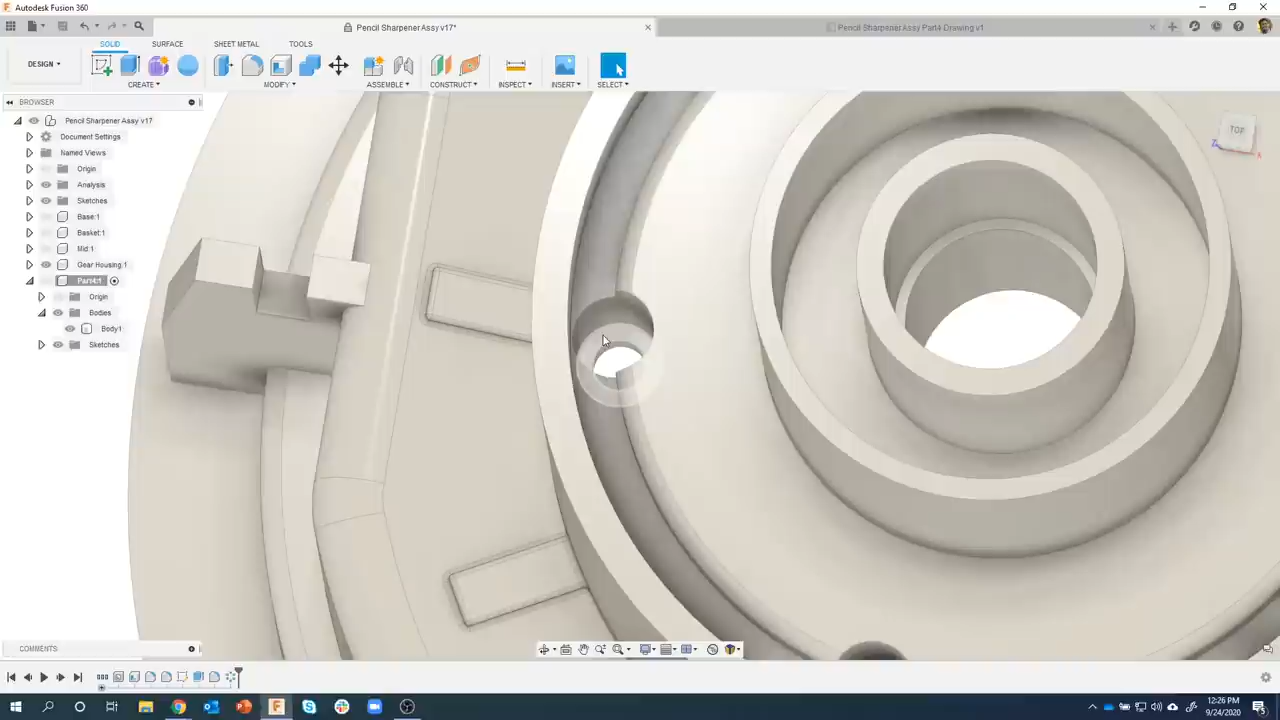 Autodesk Fusion 360
Pencil Sharpener Assy v17*
Pencil Sharpener Assy Part4 Drawing v1
SOLID
SURFACE
SHEET METAL
TOOLS
DESIGN
CREATE
MODIFY
ASSEMBLE
CONSTRUCT
INSPECT
INSERT
SELECT
BROWSER
Pencil Sharpener Assy v17
Document Settings
Named Views
Origin
Analysis
Sketches
Base:1
Basket:1
Mid:1
Gear Housing:1
Part4:1
Origin
Bodies
Body1
Sketches
TOP
COMMENTS
12:26 PM
9/24/2020